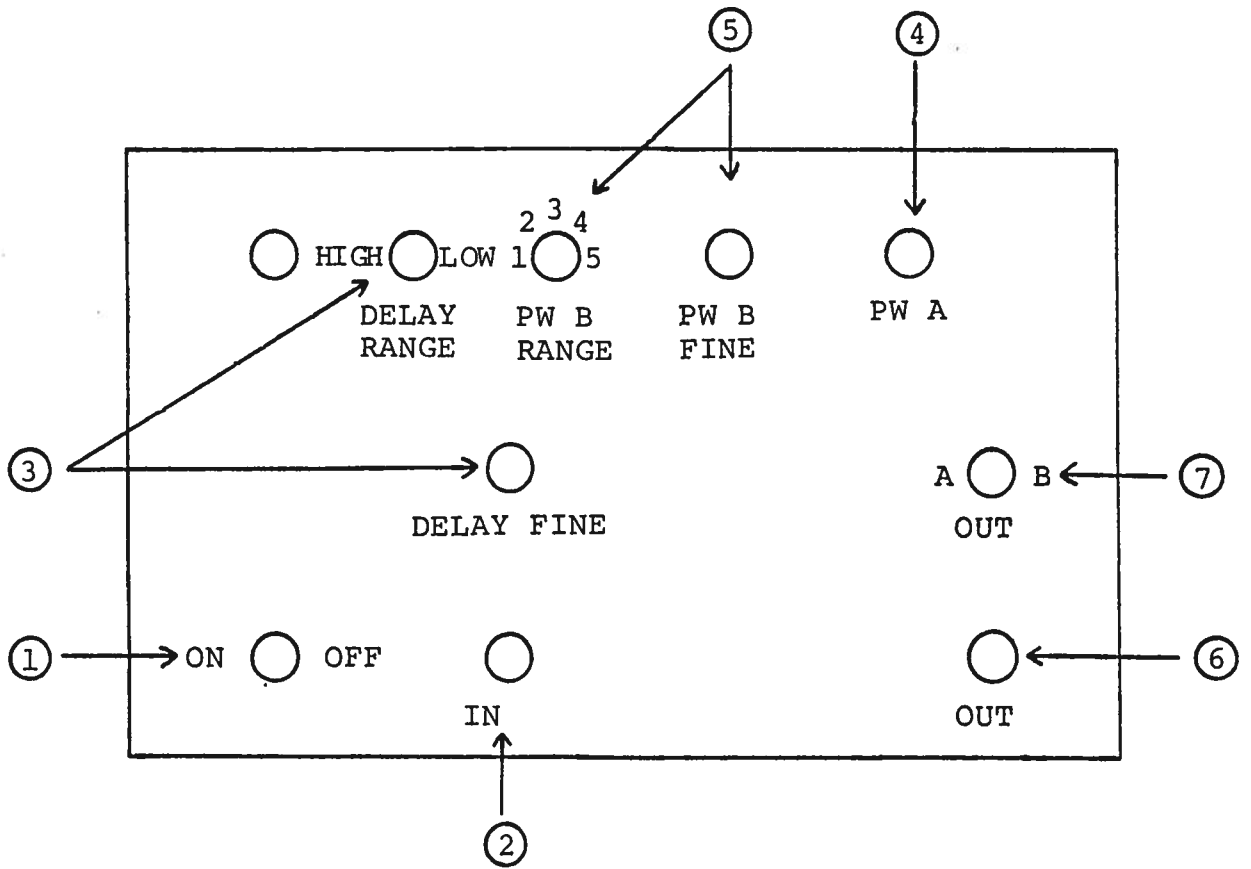 5
4
2 3 4
HIGH LOW 1 5
DELAY RANGE
PW B RANGE
PW B FINE
PW A
3
DELAY FINE
A B
OUT
7
1
ON OFF
IN
OUT
6
2